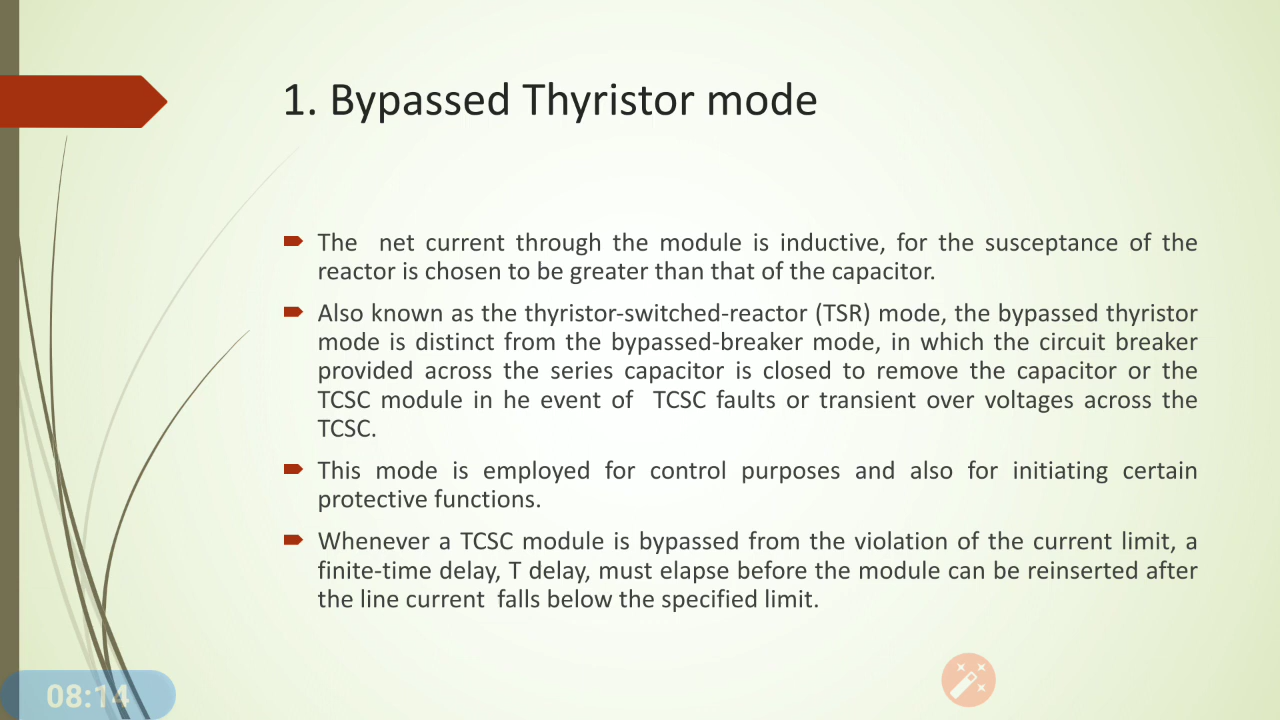 1. Bypassed Thyristor mode
The net current through the module is inductive, for the susceptance of the
reactor is chosen to be greater than that of the capacitor.
Also known as the thyristor-switched-reactor (TSR) mode, the bypassed thyristor
mode is distinct from the bypassed-breaker mode, in which the circuit breaker
provided across the series capacitor is closed to remove the capacitor or the
TCSC module in he event of TCSC faults or transient over voltages across the
TCSC.
This mode is employed for control purposes and also for initiating certain
protective functions.
Whenever a TCSC module is bypassed from the violation of the current limit, a
finite-time delay, T delay, must elapse before the module can be reinserted after
the line current falls below the specified limit.
08:14